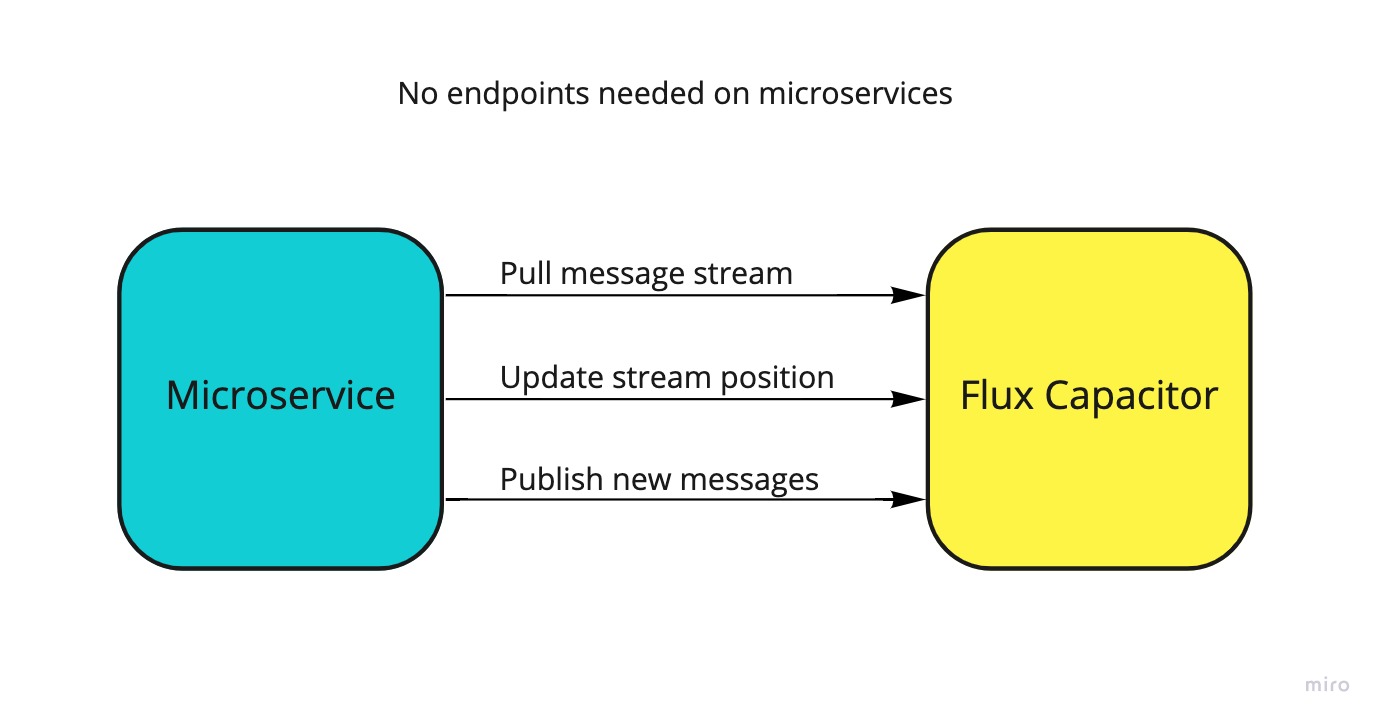 No endpoints needed on microservices
Pull message stream
Update stream position
Microservice
Flux Capacitor
Publish new messages
miro